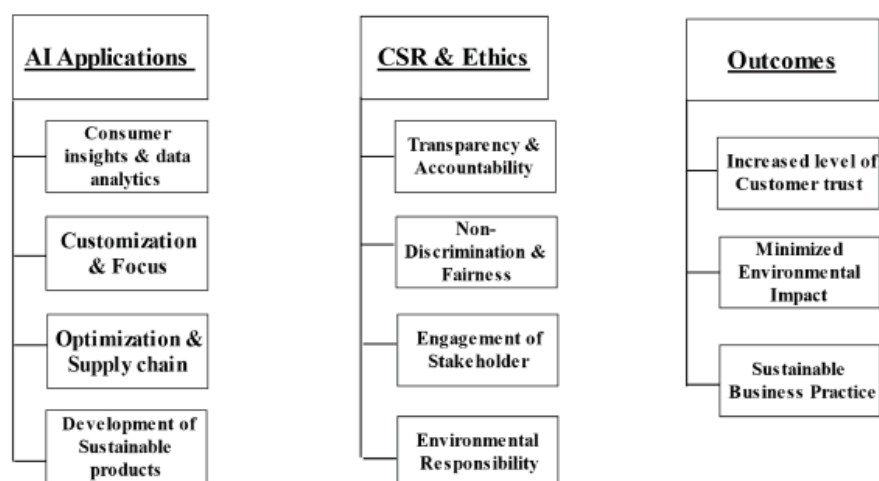 AI Applications
Consumer
insights & data
analytics
Customization
& Focus
Optimization &
Supply chain
Development of
Sustainable
products
CSR & Ethics
Transparency &
Accountability
Non-
Discrimination &
Fairness
Engagement of
Stakeholder
Environmental
Responsibility
Outcomes
Increased level of
Customer trust
Minimized
Environmental
Impact
Sustainable
Business Practice